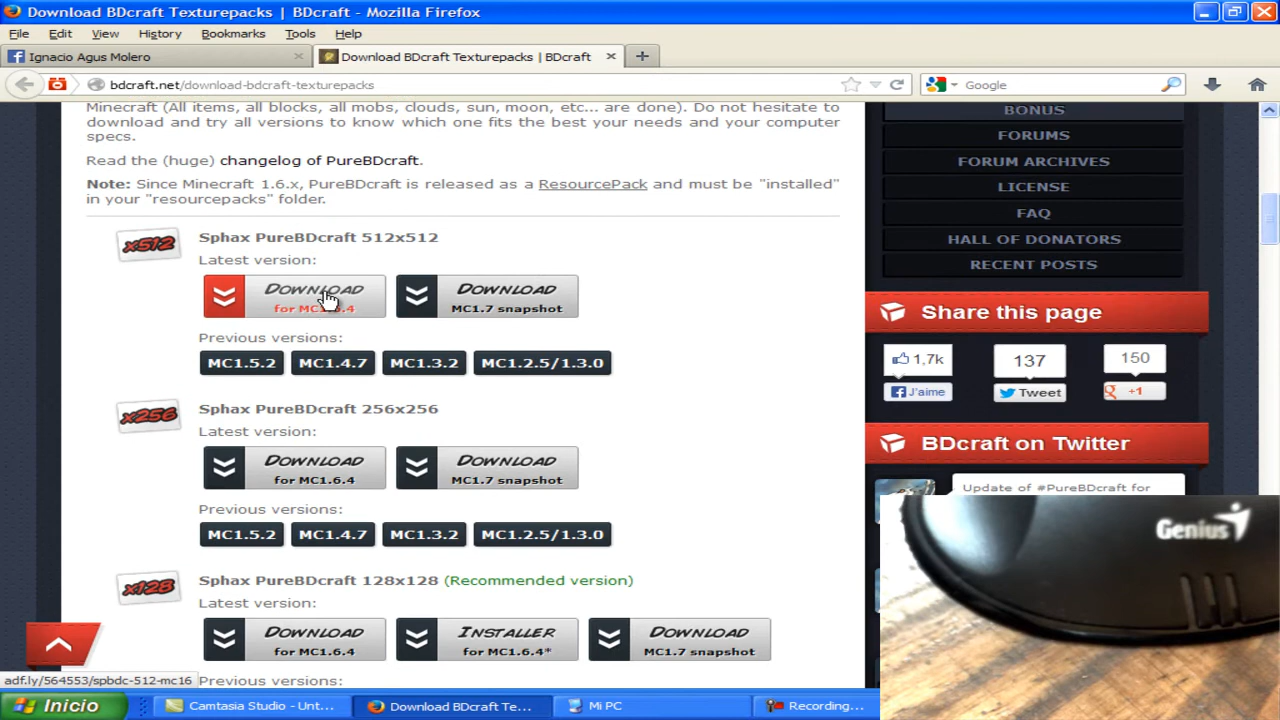 Download BDcraft Texturepacks | BDcraft - Mozilla Firefox
File Edit View History Bookmarks Tools Help
Ignacio Agus Molero
Download BDcraft Texturepacks | BDcraft
bdcraft.net/download-bdcraft-texturepacks
Google
Minecraft (All items, all blocks, all mobs, clouds, sun, moon, etc... are done). Do not hesitate to
download and try all versions to know which one fits the best your needs and your computer
specs.
Read the (huge) changelog of PureBDcraft.
Note: Since Minecraft 1.6.x, PureBDcraft is released as a ResourcePack and must be "installed"
in your "resourcepacks" folder.
x512
Sphax PureBDcraft 512x512
Latest version:
DOWNLOAD
for MC1.6.4
DOWNLOAD
MC1.7 snapshot
Previous versions:
MC1.5.2 MC1.4.7 MC1.3.2 MC1.2.5/1.3.0
x256
Sphax PureBDcraft 256x256
Latest version:
DOWNLOAD
for MC1.6.4
DOWNLOAD
MC1.7 snapshot
Previous versions:
MC1.5.2 MC1.4.7 MC1.3.2 MC1.2.5/1.3.0
x128
Sphax PureBDcraft 128x128 (Recommended version)
Latest version:
DOWNLOAD
for MC1.6.4
INSTALLER
for MC1.6.4*
DOWNLOAD
MC1.7 snapshot
Previous versions:
BONUS
FORUMS
FORUM ARCHIVES
LICENSE
FAQ
HALL OF DONATORS
RECENT POSTS
Share this page
1,7k
J'aime
137
Tweet
150
+1
BDcraft on Twitter
Update of #PureBDcraft for
Genius
adf.ly/564553/spbdc-512-mc16
Inicio
Camtasia Studio - Unt...
Download BDcraft Te...
Mi PC
Recording...